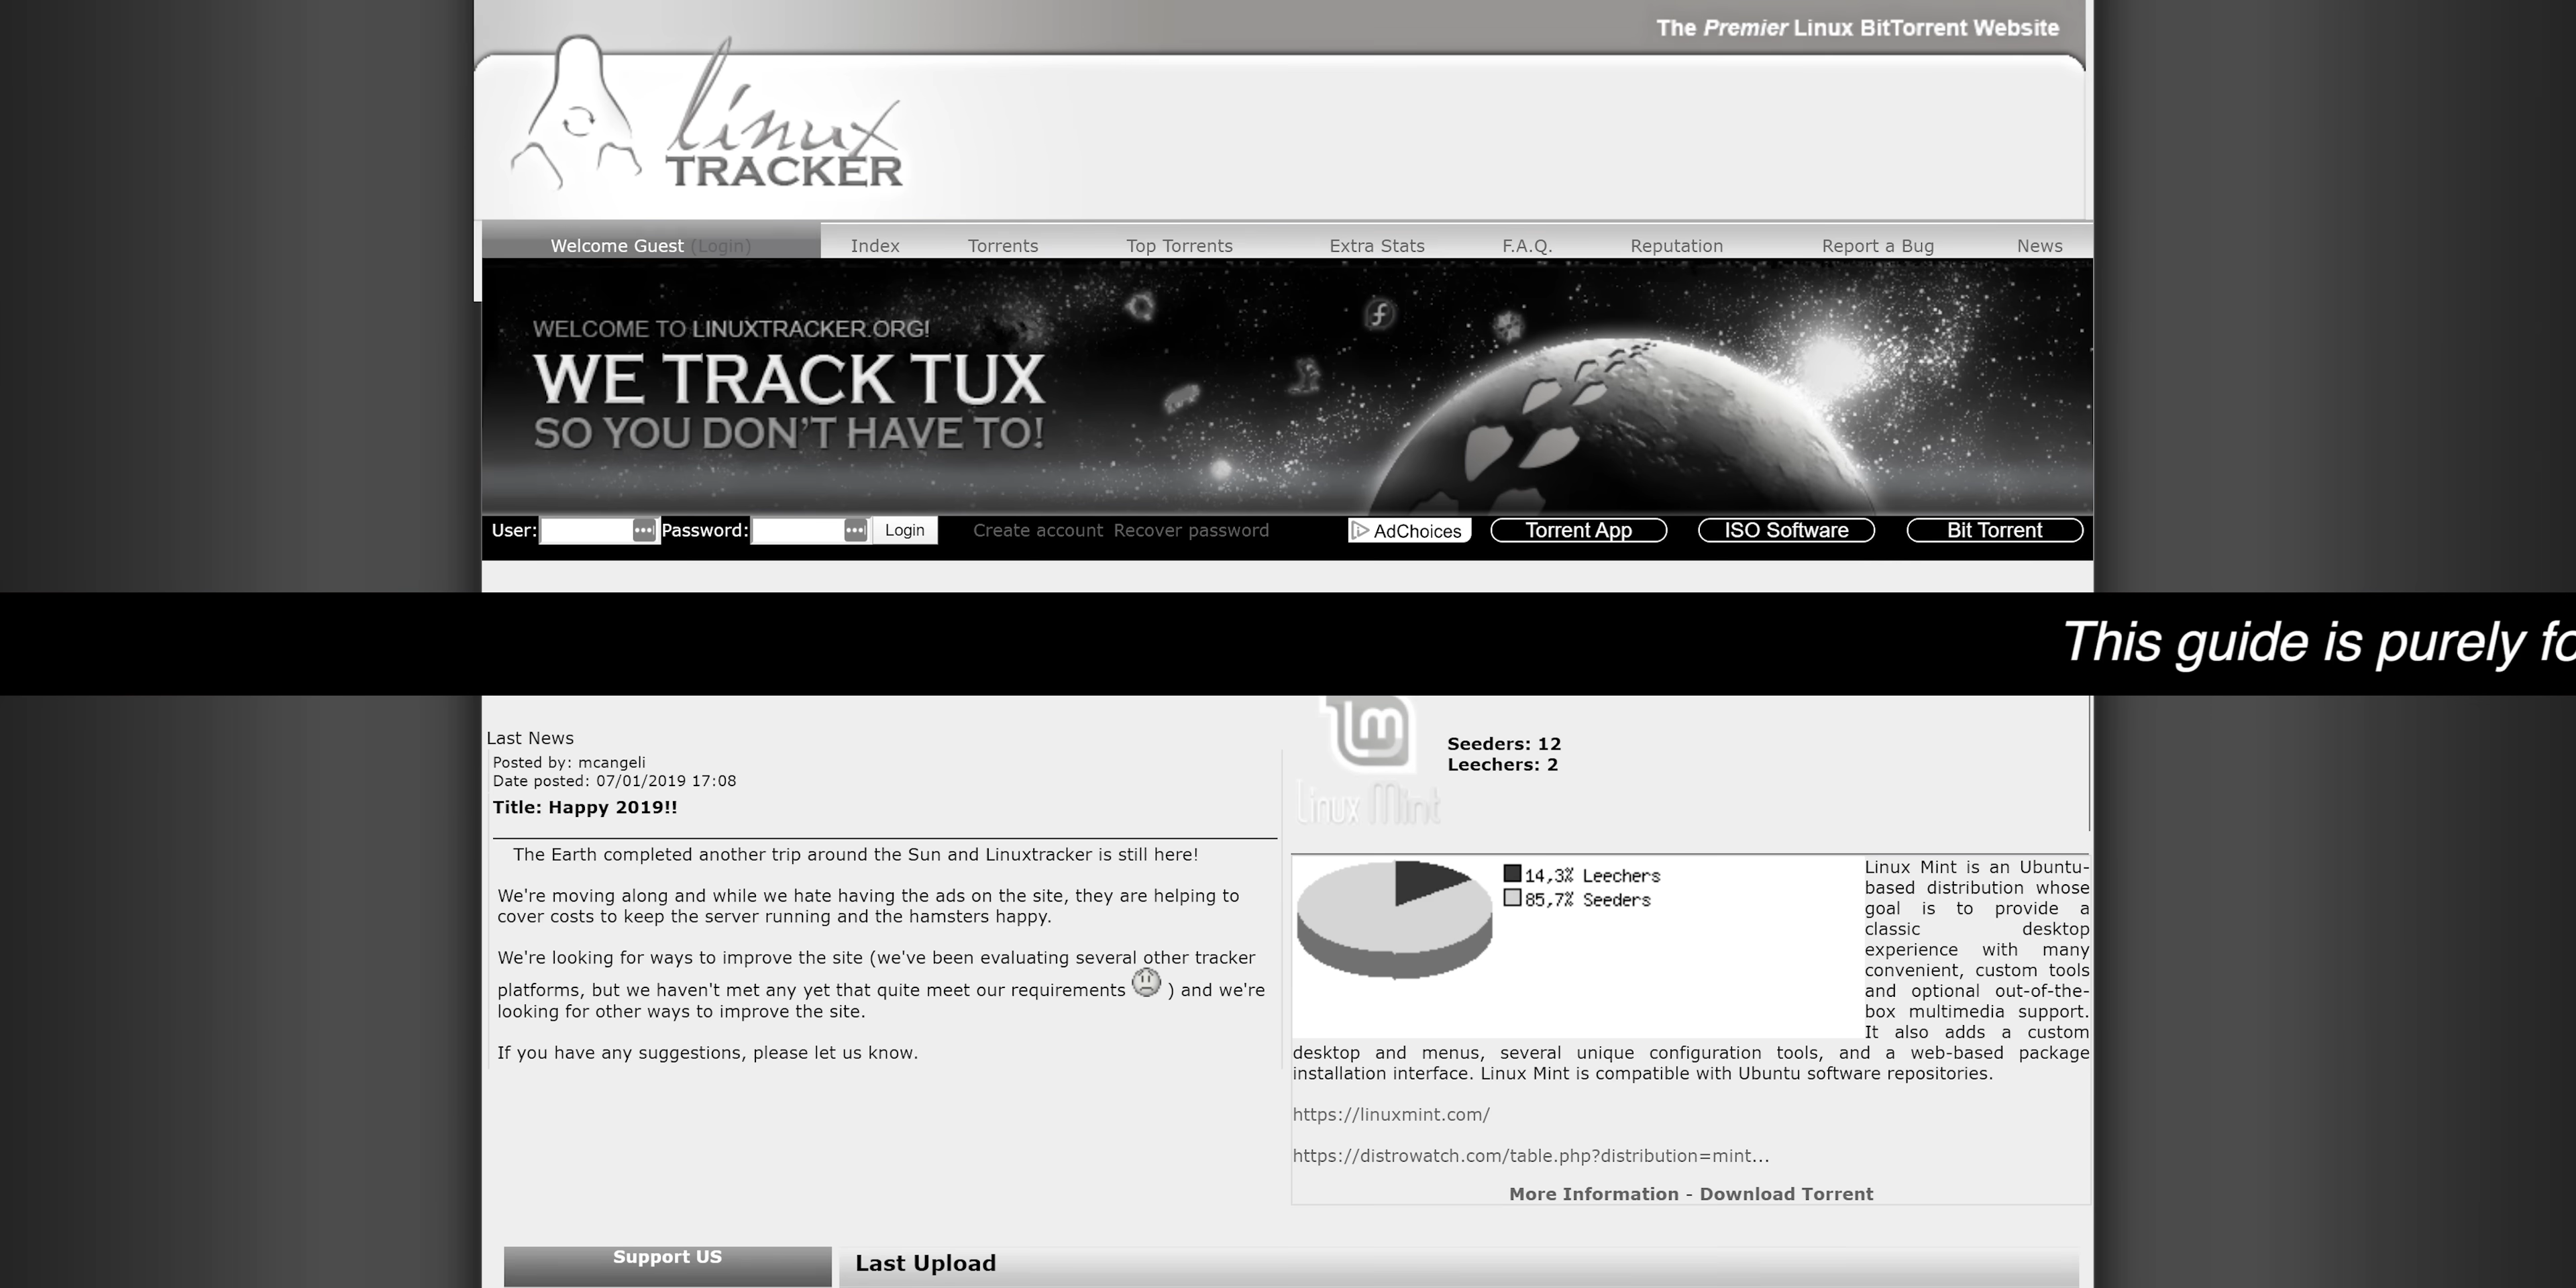 The Premier Linux BitTorrent Website
linux
TRACKER
Welcome Guest (Login)
Index
Torrents
Top Torrents
Extra Stats
F.A.Q.
Reputation
Report a Bug
News
WELCOME TO LINUXTRACKER.ORG!
WE TRACK TUX
SO YOU DON'T HAVE TO!
User:
Password:
Login
Create account
Recover password
AdChoices
Torrent App
ISO Software
Bit Torrent
This guide is purely fo
Last News
Posted by: mcangeli
Date posted: 07/01/2019 17:08
Title: Happy 2019!!
The Earth completed another trip around the Sun and Linuxtracker is still here!
We're moving along and while we hate having the ads on the site, they are helping to
cover costs to keep the server running and the hamsters happy.
We're looking for ways to improve the site (we've been evaluating several other tracker
platforms, but we haven't met any yet that quite meet our requirements ) and we're
looking for other ways to improve the site.
If you have any suggestions, please let us know.
Linux Mint
Seeders: 12
Leechers: 2
14,3% Leechers
85,7% Seeders
Linux Mint is an Ubuntu-
based distribution whose
goal is to provide a
classic desktop
experience with many
convenient, custom tools
and optional out-of-the-
box multimedia support.
It also adds a custom
desktop and menus, several unique configuration tools, and a web-based package
installation interface. Linux Mint is compatible with Ubuntu software repositories.
https://linuxmint.com/
https://distrowatch.com/table.php?distribution=mint...
More Information - Download Torrent
Support US
Last Upload